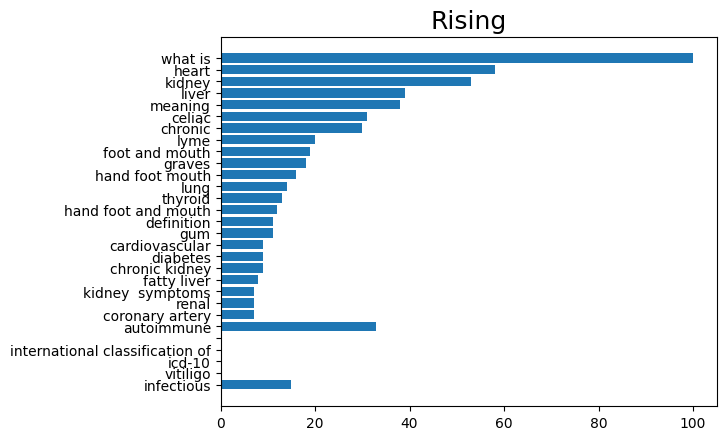 Rising
what is
heart
kidney
liver
meaning
celiac
chronic
lyme
foot and mouth
graves
hand foot mouth
lung
thyroid
hand foot and mouth
definition
gum
cardiovascular
diabetes
chronic kidney
fatty liver
kidney  symptoms
renal
coronary artery
autoimmune
international classification of
icd-10
vitiligo
infectious
0 20 40 60 80 100